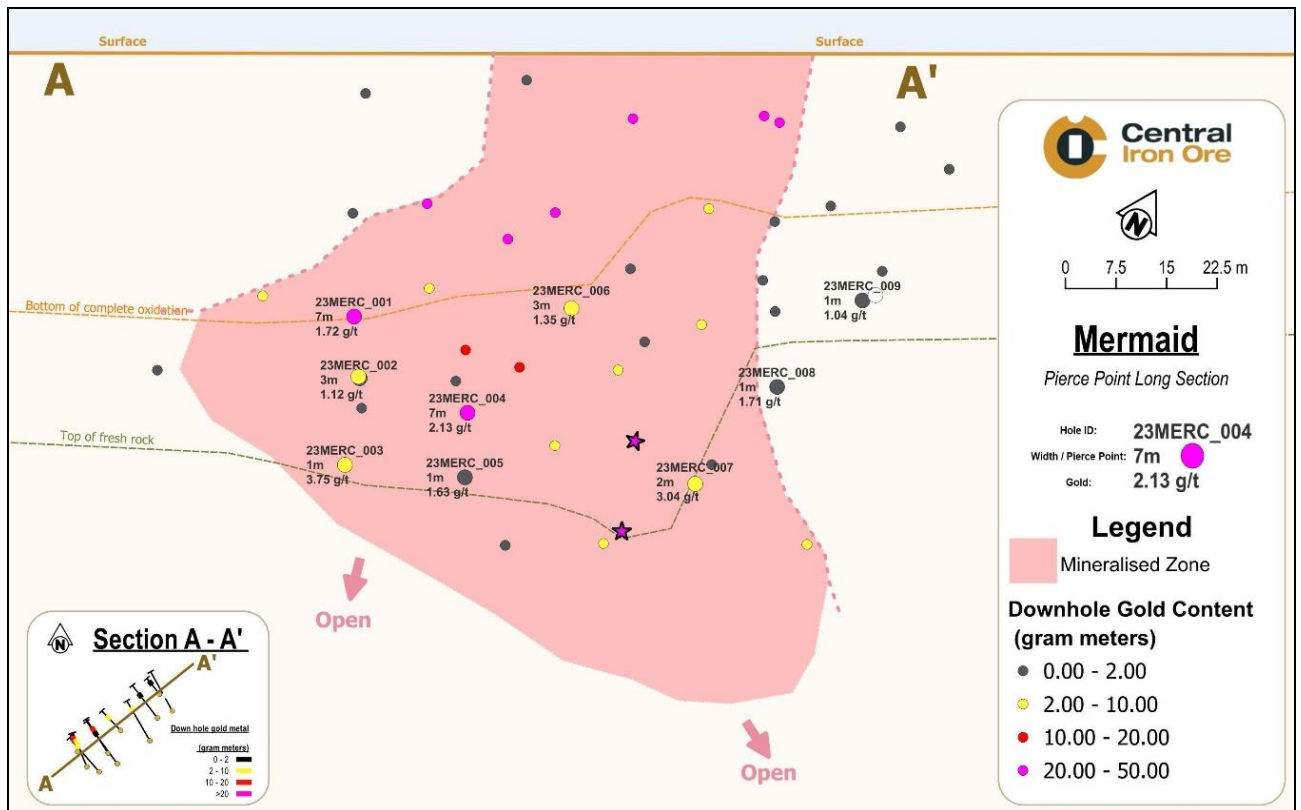 Surface
Surface
A
A'
Bottom of complete oxidation
Top of fresh rock
23MERC_001
7m
1.72 g/t
23MERC_006
3m
1.35 g/t
23MERC_009
1m
1.04 g/t
23MERC_002
3m
1.12 g/t
23MERC_004
7m
2.13 g/t
23MERC_008
1m
1.71 g/t
23MERC_003
1m
3.75 g/t
23MERC_005
1m
1.63 g/t
23MERC_007
2m
3.04 g/t
Open
Open
Section A - A'
N
A'
A
Down hole gold metal
(gram meters)
0 - 2
2 - 10
10 - 20
>20
Central
Iron Ore
N
0 7.5 15 22.5 m
Mermaid
Pierce Point Long Section
Hole ID: 23MERC_004
Width / Pierce Point: 7m
Gold: 2.13 g/t
Legend
Mineralised Zone
Downhole Gold Content
(gram meters)
0.00 - 2.00
2.00 - 10.00
10.00 - 20.00
20.00 - 50.00